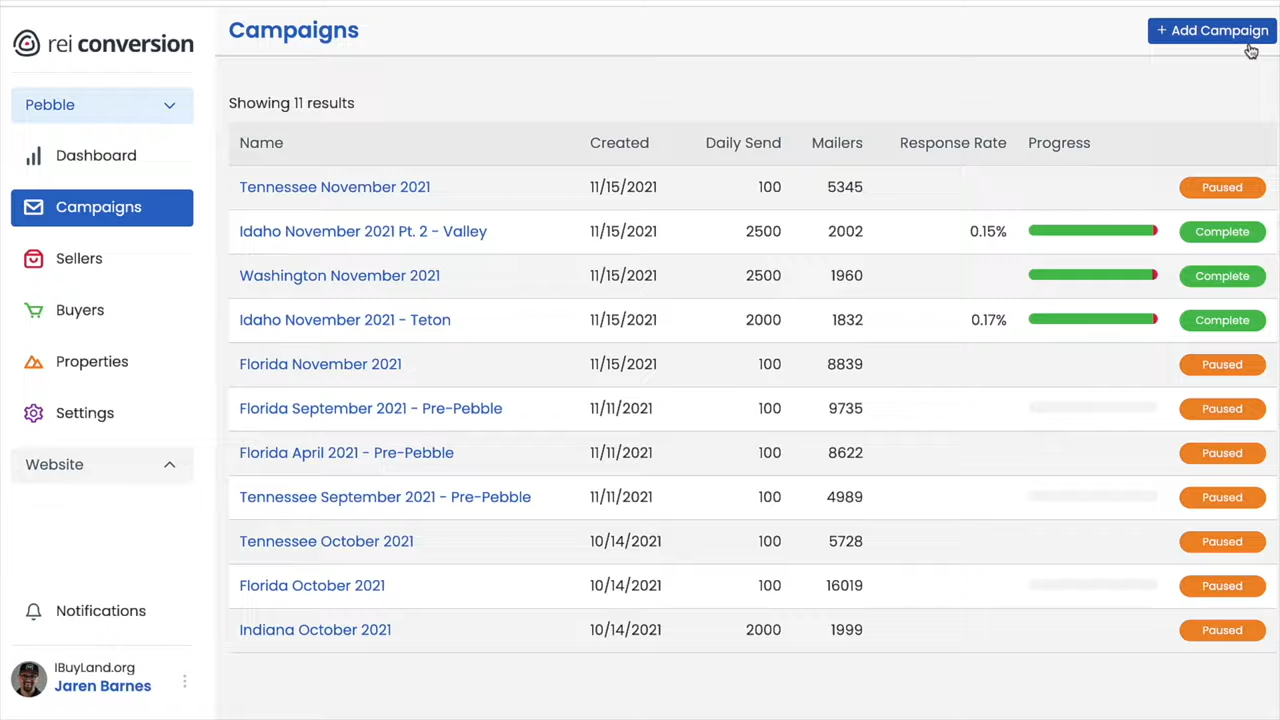 rei conversion
Pebble
Dashboard
Campaigns
Sellers
Buyers
Properties
Settings
Website
Notifications
IBuyLand.org
Jaren Barnes
Campaigns
+ Add Campaign
Showing 11 results
Name Created Daily Send Mailers Response Rate Progress
Tennessee November 2021 11/15/2021 100 5345 Paused
Idaho November 2021 Pt. 2 - Valley 11/15/2021 2500 2002 0.15% Complete
Washington November 2021 11/15/2021 2500 1960 Complete
Idaho November 2021 - Teton 11/15/2021 2000 1832 0.17% Complete
Florida November 2021 11/15/2021 100 8839 Paused
Florida September 2021 - Pre-Pebble 11/11/2021 100 9735 Paused
Florida April 2021 - Pre-Pebble 11/11/2021 100 8622 Paused
Tennessee September 2021 - Pre-Pebble 11/11/2021 100 4989 Paused
Tennessee October 2021 10/14/2021 100 5728 Paused
Florida October 2021 10/14/2021 100 16019 Paused
Indiana October 2021 10/14/2021 2000 1999 Paused